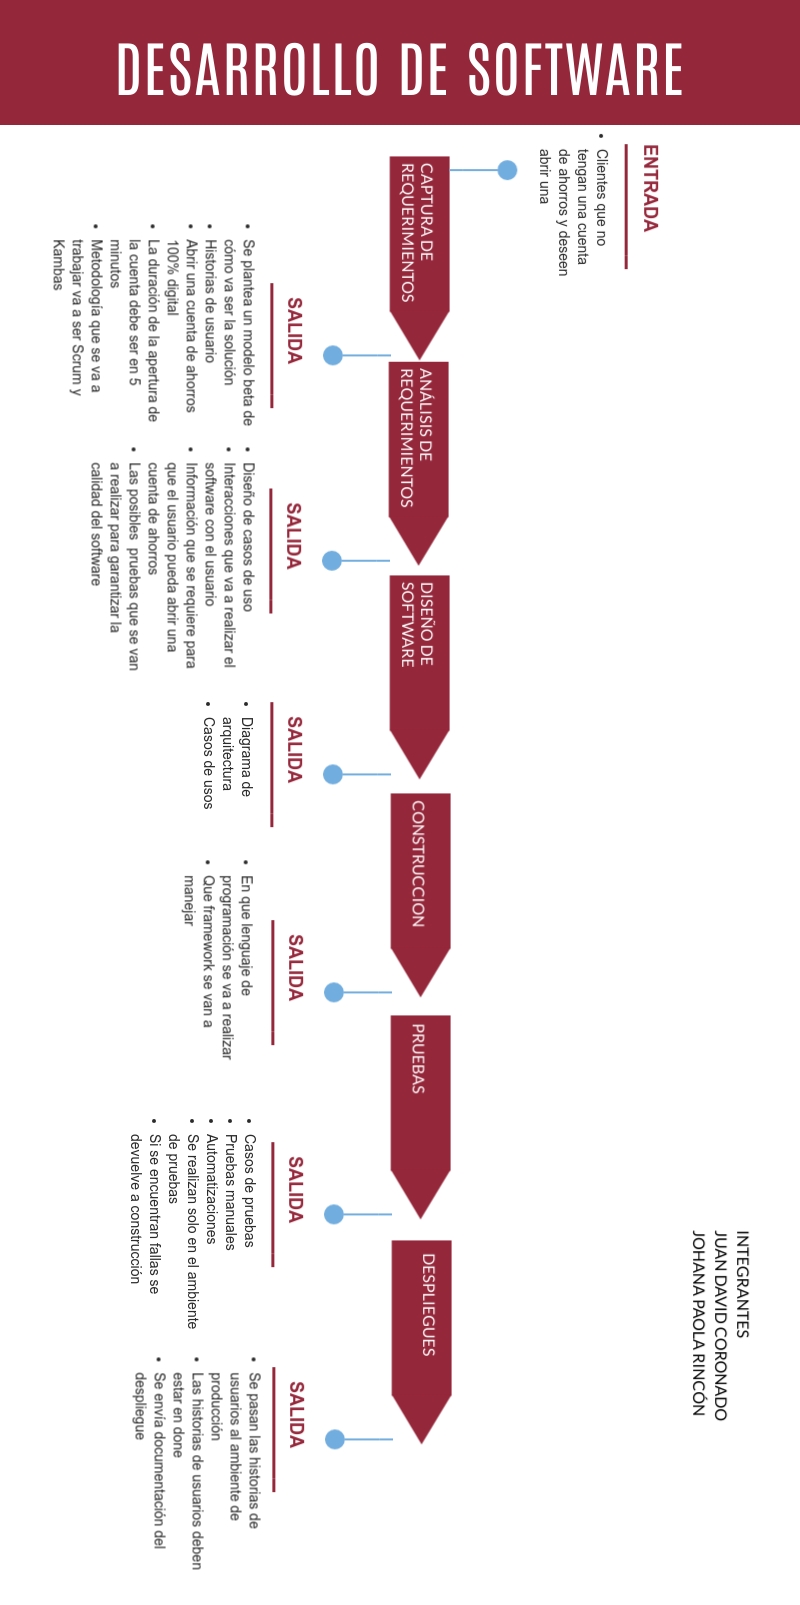 DESARROLLO DE SOFTWARE
INTEGRANTES
JUAN DAVID CORONADO
JOHANA PAOLA RINCÓN
ENTRADA
• Clientes que no
tengan una cuenta
de ahorros y deseen
abrir una
CAPTURA DE
REQUERIMIENTOS
ANÁLISIS DE
REQUERIMIENTOS
DISEÑO DE
SOFTWARE
CONSTRUCCION
PRUEBAS
DESPLIEGUES
SALIDA
• Se plantea un modelo beta de
cómo va ser la solución
• Historias de usuario
• Abrir una cuenta de ahorros
100% digital
• La duración de la apertura de
la cuenta debe ser en 5
minutos
• Metodología que se va a
trabajar va a ser Scrum y
Kambas
SALIDA
• Diseño de casos de uso
• Interacciones que va a realizar el
software con el usuario
• Información que se requiere para
que el usuario pueda abrir una
cuenta de ahorros
• Las posibles  pruebas que se van
a realizar para garantizar la
calidad del software
SALIDA
• Diagrama de
arquitectura
• Casos de usos
SALIDA
• En que lenguaje de
programación se va a realizar
• Que framework se van a
manejar
SALIDA
• Casos de pruebas
• Pruebas manuales
• Automatizaciones
• Se realizan solo en el ambiente
de pruebas
• Si se encuentran fallas se
devuelve a construcción
SALIDA
• Se pasan las historias de
usuarios al ambiente de
producción
• Las historias de usuarios deben
estar en done
• Se envía documentación del
despliegue